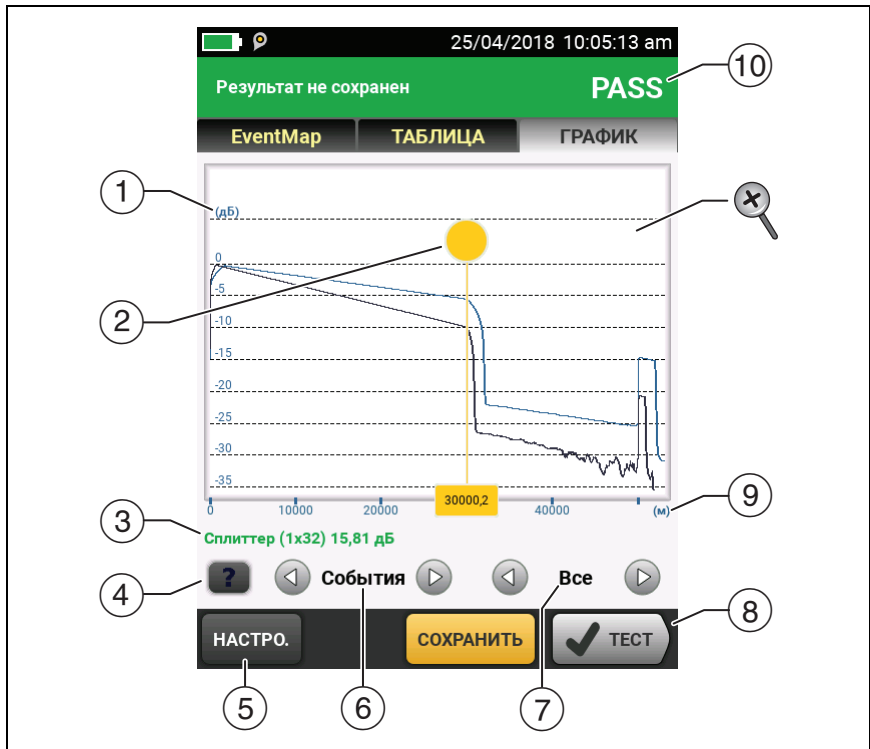 25/04/2018 10:05:13 am
Результат не сохранен
PASS
10
EventMap
ТАБЛИЦА
ГРАФИК
1
(дБ)
0
2
-5
-10
-15
-20
-25
-30
-35
0
10000
20000
30000,2
40000
(м)
9
3
Сплиттер (1x32) 15,81 дБ
4
?
События
Все
8
НАСТРО.
СОХРАНИТЬ
ТЕСТ
5
6
7